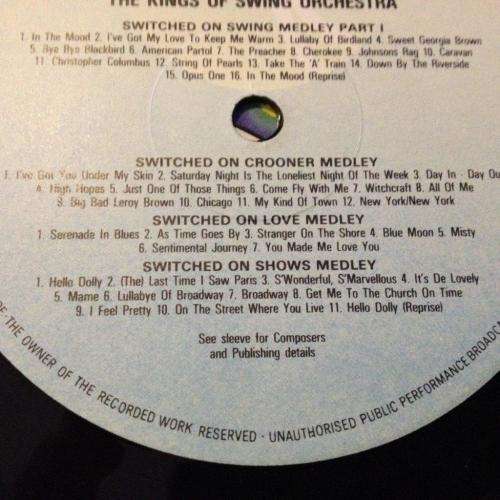 THE KINGS OF SWING ORCHESTRA
SWITCHED ON SWING MEDLEY PART I
1. In The Mood 2. I've Got My Love To Keep Me Warm 3. Lullaby Of Birdland 4. Sweet Georgia Brown
5. Bye Bye Blackbird 6. American Partol 7. The Preacher 8. Cherokee 9. Johnsons Rag 10. Caravan
11. Christopher Columbus 12. String Of Pearls 13. Take The 'A' Train 14. Down By The Riverside
15. Opus One 16. In The Mood (Reprise)
SWITCHED ON CROONER MEDLEY
1. I've Got You Under My Skin 2. Saturday Night Is The Loneliest Night Of The Week 3. Day In - Day Ou
4. High Hopes 5. Just One Of Those Things 6. Come Fly With Me 7. Witchcraft 8. All Of Me
9. Big Bad Leroy Brown 10. Chicago 11. My Kind Of Town 12. New York/New York
SWITCHED ON LOVE MEDLEY
1. Serenade In Blues 2. As Time Goes By 3. Stranger On The Shore 4. Blue Moon 5. Misty
6. Sentimental Journey 7. You Made Me Love You
SWITCHED ON SHOWS MEDLEY
1. Hello Dolly 2. (The) Last Time I Saw Paris 3. S'Wonderful, S'Marvellous 4. It's De Lovely
5. Mame 6. Lullabye Of Broadway 7. Broadway 8. Get Me To The Church On Time
9. I Feel Pretty 10. On The Street Where You Live 11. Hello Dolly (Reprise)
See sleeve for Composers
and Publishing details
OF THE OWNER OF THE RECORDED WORK RESERVED · UNAUTHORISED PUBLIC PERFORMANCE BROADC